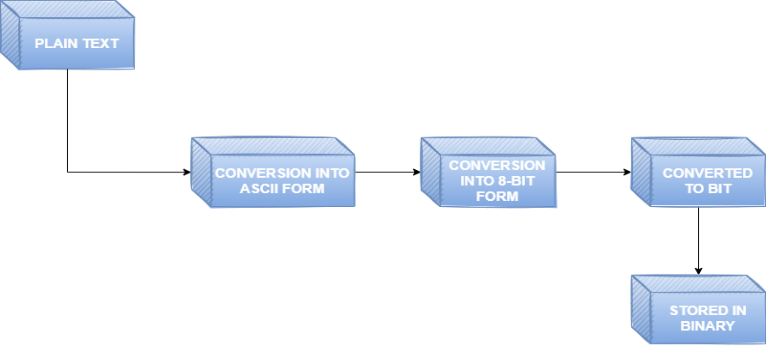 PLAIN TEXT
CONVERSION INTO
ASCII FORM
CONVERSION
INTO 8-BIT
FORM
CONVERTED
TO BIT
STORED IN
BINARY